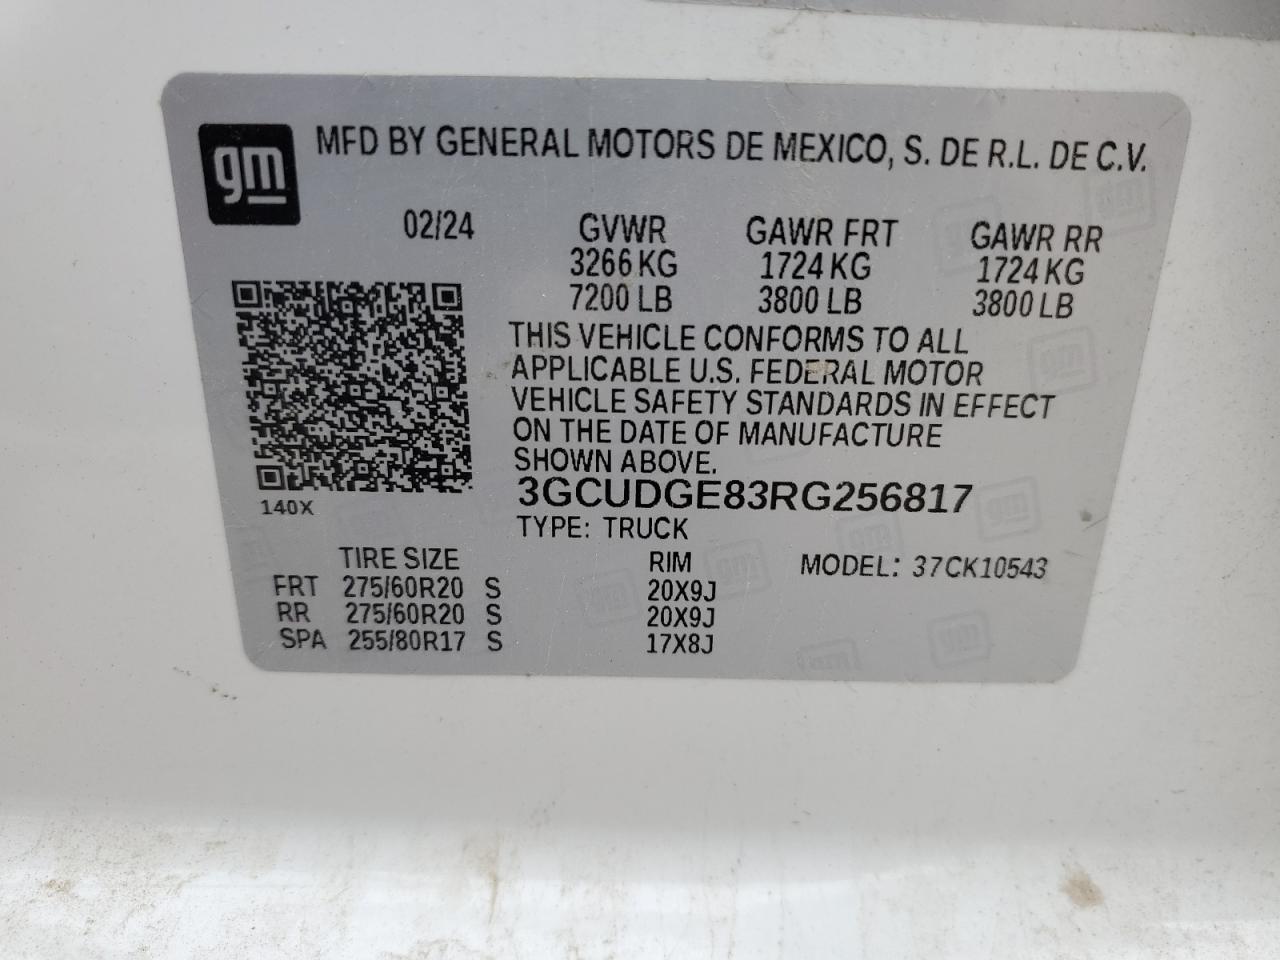 gm
MFD BY GENERAL MOTORS DE MEXICO, S. DE R.L. DE C.V.
02/24 GVWR GAWR FRT GAWR RR
3266 KG 1724 KG 1724 KG
7200 LB 3800 LB 3800 LB
THIS VEHICLE CONFORMS TO ALL
APPLICABLE U.S. FEDERAL MOTOR
VEHICLE SAFETY STANDARDS IN EFFECT
ON THE DATE OF MANUFACTURE
SHOWN ABOVE.
3GCUDGE83RG256817
140X
TYPE: TRUCK
TIRE SIZE RIM MODEL: 37CK10543
FRT 275/60R20 S 20X9J
RR 275/60R20 S 20X9J
SPA 255/80R17 S 17X8J